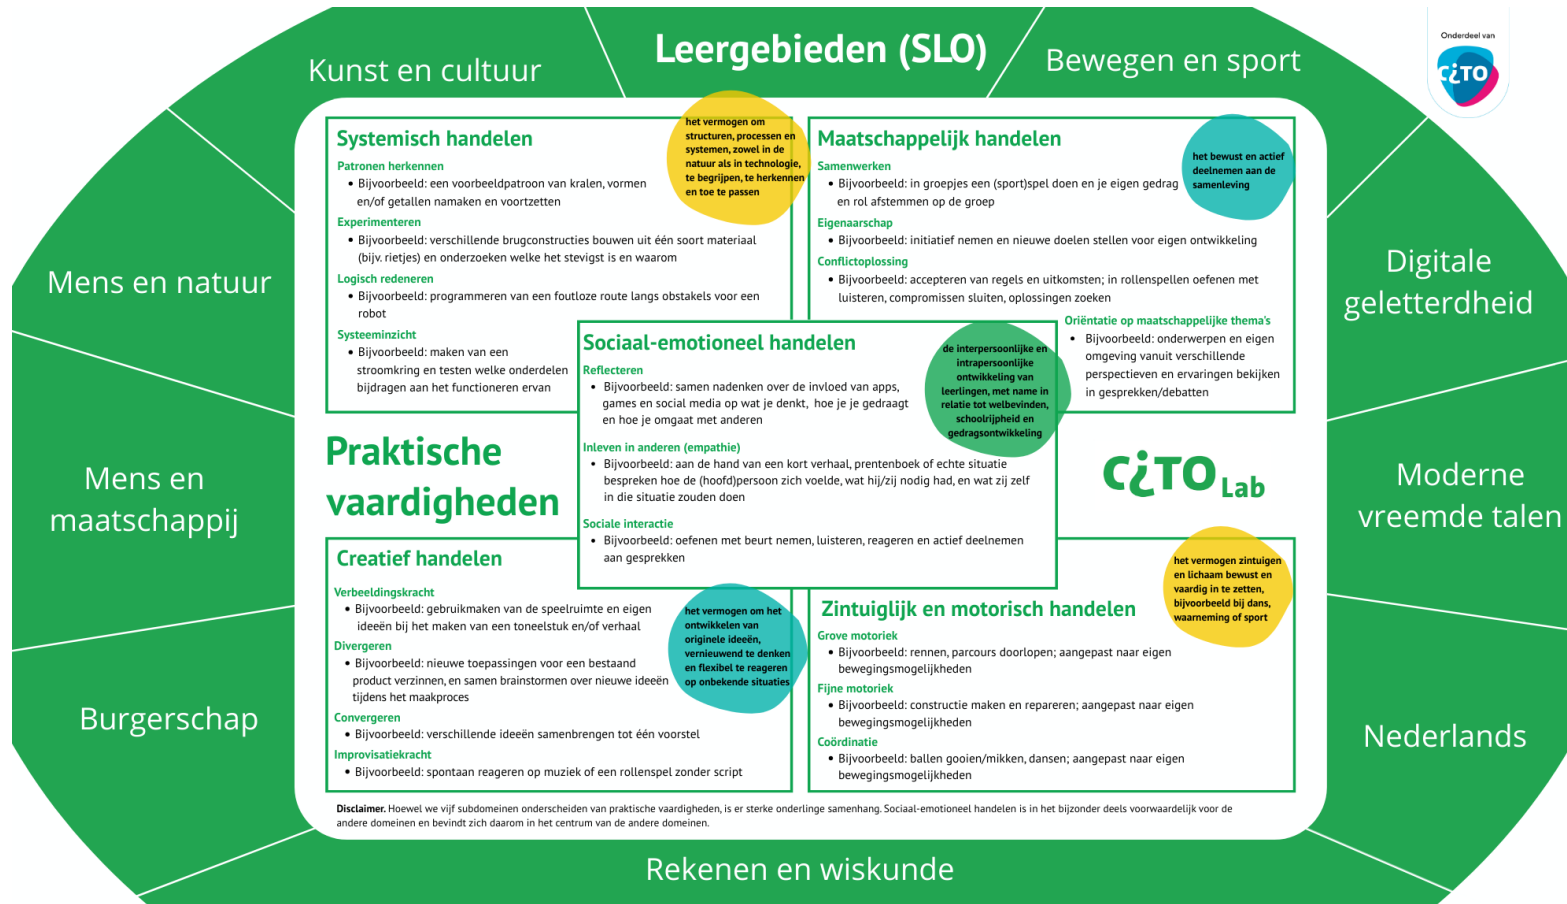 Leergebieden (SLO)
Kunst en cultuur
Bewegen en sport
Onderdeel van
CiTO
Mens en natuur
Digitale
geletterdheid
Mens en
maatschappij
Moderne
vreemde talen
Burgerschap
Nederlands
Rekenen en wiskunde
Systemisch handelen
het vermogen om
structuren, processen en
systemen, zowel in de
natuur als in technologie,
te begrijpen, te herkennen
en toe te passen
Patronen herkennen
• Bijvoorbeeld: een voorbeeldpatroon van kralen, vormen
en/of getallen namaken en voortzetten
Experimenteren
• Bijvoorbeeld: verschillende brugconstructies bouwen uit één soort materiaal
(bijv. rietjes) en onderzoeken welke het stevigst is en waarom
Logisch redeneren
• Bijvoorbeeld: programmeren van een foutloze route langs obstakels voor een
robot
Systeeminzicht
• Bijvoorbeeld: maken van een
stroomkring en testen welke onderdelen
bijdragen aan het functioneren ervan
Maatschappelijk handelen
het bewust en actief
deelnemen aan de
samenleving
Samenwerken
• Bijvoorbeeld: in groepjes een (sport)spel doen en je eigen gedrag
en rol afstemmen op de groep
Eigenaarschap
• Bijvoorbeeld: initiatief nemen en nieuwe doelen stellen voor eigen ontwikkeling
Conflictoplossing
• Bijvoorbeeld: accepteren van regels en uitkomsten; in rollenspellen oefenen met
luisteren, compromissen sluiten, oplossingen zoeken
Oriëntatie op maatschappelijke thema's
• Bijvoorbeeld: onderwerpen en eigen
omgeving vanuit verschillende
perspectieven en ervaringen bekijken
in gesprekken/debatten
Sociaal-emotioneel handelen
de interpersoonlijke en
intrapersoonlijke
ontwikkeling van
leerlingen, met name in
relatie tot welbevinden,
schoolrijpheid en
gedragsontwikkeling
Reflecteren
• Bijvoorbeeld: samen nadenken over de invloed van apps,
games en social media op wat je denkt, hoe je je gedraagt
en hoe je omgaat met anderen
Inleven in anderen (empathie)
• Bijvoorbeeld: aan de hand van een kort verhaal, prentenboek of echte situatie
bespreken hoe de (hoofd)persoon zich voelde, wat hij/zij nodig had, en wat zij zelf
in die situatie zouden doen
Sociale interactie
• Bijvoorbeeld: oefenen met beurt nemen, luisteren, reageren en actief deelnemen
aan gesprekken
Praktische
vaardigheden
CiTO Lab
Creatief handelen
het vermogen om het
ontwikkelen van
originele ideeën,
vernieuwend te denken
en flexibel te reageren
op onbekende situaties
Verbeeldingskracht
• Bijvoorbeeld: gebruikmaken van de speelruimte en eigen
ideeën bij het maken van een toneelstuk en/of verhaal
Divergeren
• Bijvoorbeeld: nieuwe toepassingen voor een bestaand
product verzinnen, en samen brainstormen over nieuwe ideeën
tijdens het maakproces
Convergeren
• Bijvoorbeeld: verschillende ideeën samenbrengen tot één voorstel
Improvisatiekracht
• Bijvoorbeeld: spontaan reageren op muziek of een rollenspel zonder script
Zintuiglijk en motorisch handelen
het vermogen zintuigen
en lichaam bewust en
vaardig in te zetten,
bijvoorbeeld bij dans,
waarneming of sport
Grove motoriek
• Bijvoorbeeld: rennen, parcours doorlopen; aangepast naar eigen
bewegingsmogelijkheden
Fijne motoriek
• Bijvoorbeeld: constructie maken en repareren; aangepast naar eigen
bewegingsmogelijkheden
Coördinatie
• Bijvoorbeeld: ballen gooien/mikken, dansen; aangepast naar eigen
bewegingsmogelijkheden
Disclaimer. Hoewel we vijf subdomeinen onderscheiden van praktische vaardigheden, is er sterke onderlinge samenhang. Sociaal-emotioneel handelen is in het bijzonder deels voorwaardelijk voor de
andere domeinen en bevindt zich daarom in het centrum van de andere domeinen.